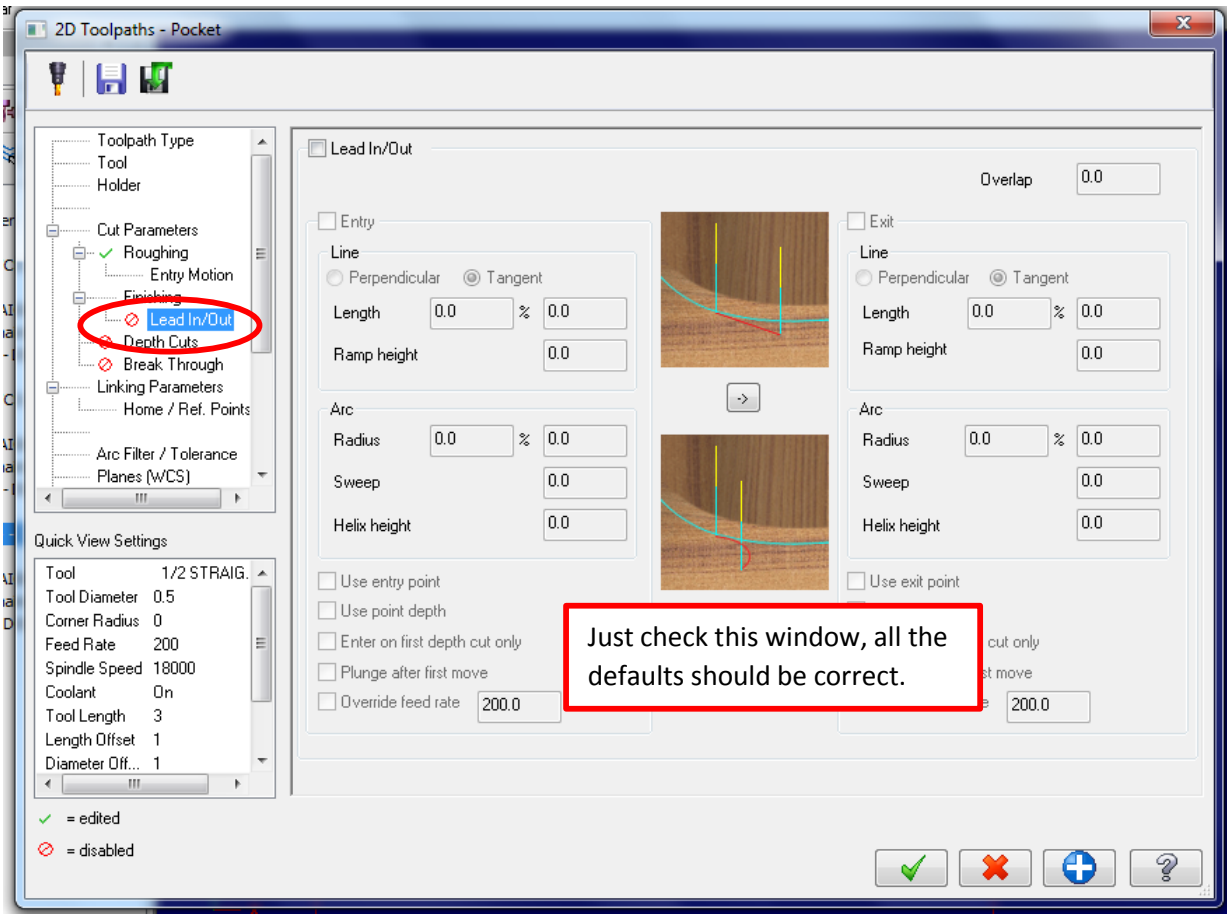 2D Toolpaths - Pocket
Toolpath Type
Tool
Holder
Cut Parameters
Roughing
Entry Motion
Finishing
Lead In/Out
Depth Cuts
Break Through
Linking Parameters
Home / Ref. Points
Arc Filter / Tolerance
Planes (WCS)
Quick View Settings
Tool 1/2 STRAIG.
Tool Diameter 0.5
Corner Radius 0
Feed Rate 200
Spindle Speed 18000
Coolant On
Tool Length 3
Length Offset 1
Diameter Off... 1
= edited
= disabled
Lead In/Out
Overlap 0.0
Entry
Line
Perpendicular Tangent
Length 0.0 % 0.0
Ramp height 0.0
Arc
Radius 0.0 % 0.0
Sweep 0.0
Helix height 0.0
Use entry point
Use point depth
Enter on first depth cut only
Plunge after first move
Override feed rate 200.0
->
Exit
Line
Perpendicular Tangent
Length 0.0 % 0.0
Ramp height 0.0
Arc
Radius 0.0 % 0.0
Sweep 0.0
Helix height 0.0
Use exit point
cut only
move
200.0
Just check this window, all the
defaults should be correct.